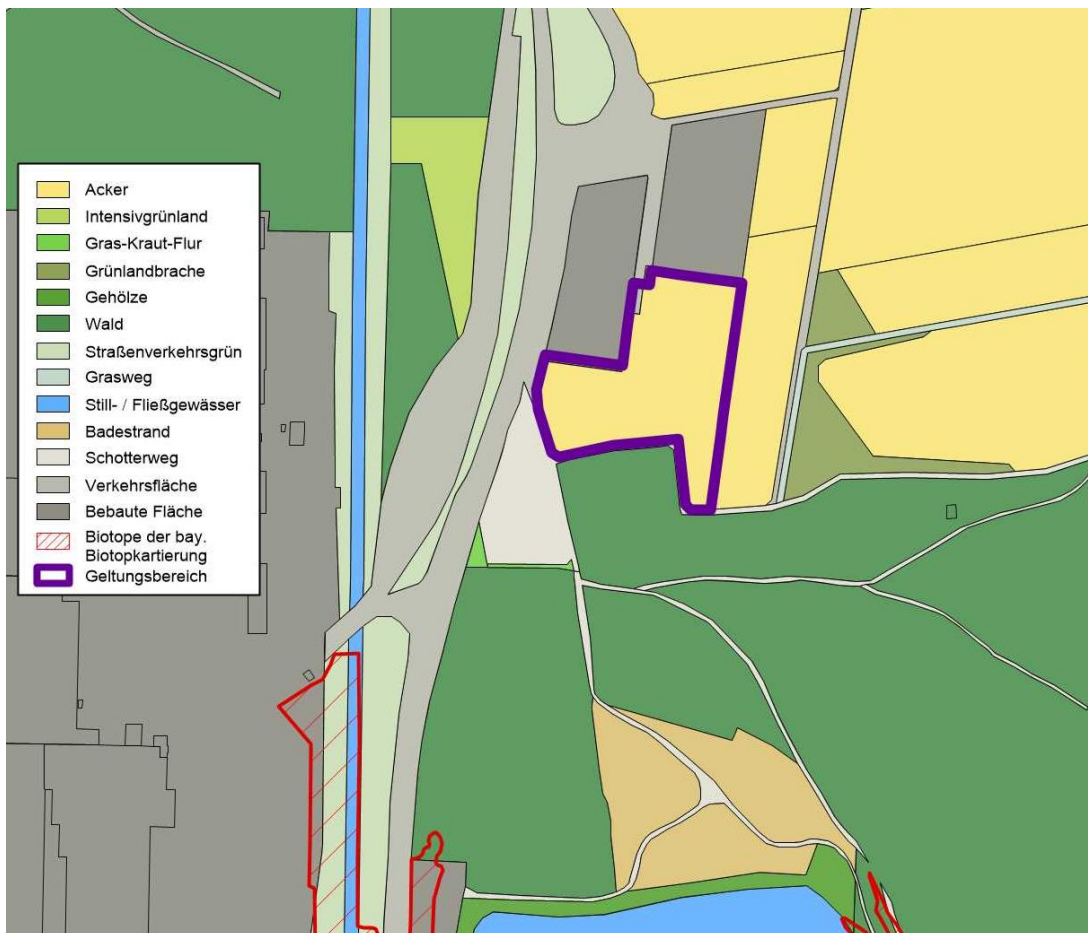 Acker
Intensivgrünland
Gras-Kraut-Flur
Grünlandbrache
Gehölze
Wald
Straßenverkehrsgrün
Grasweg
Still- / Fließgewässer
Badestrand
Schotterweg
Verkehrsfläche
Bebaute Fläche
Biotope der bay.
Biotopkartierung
Geltungsbereich